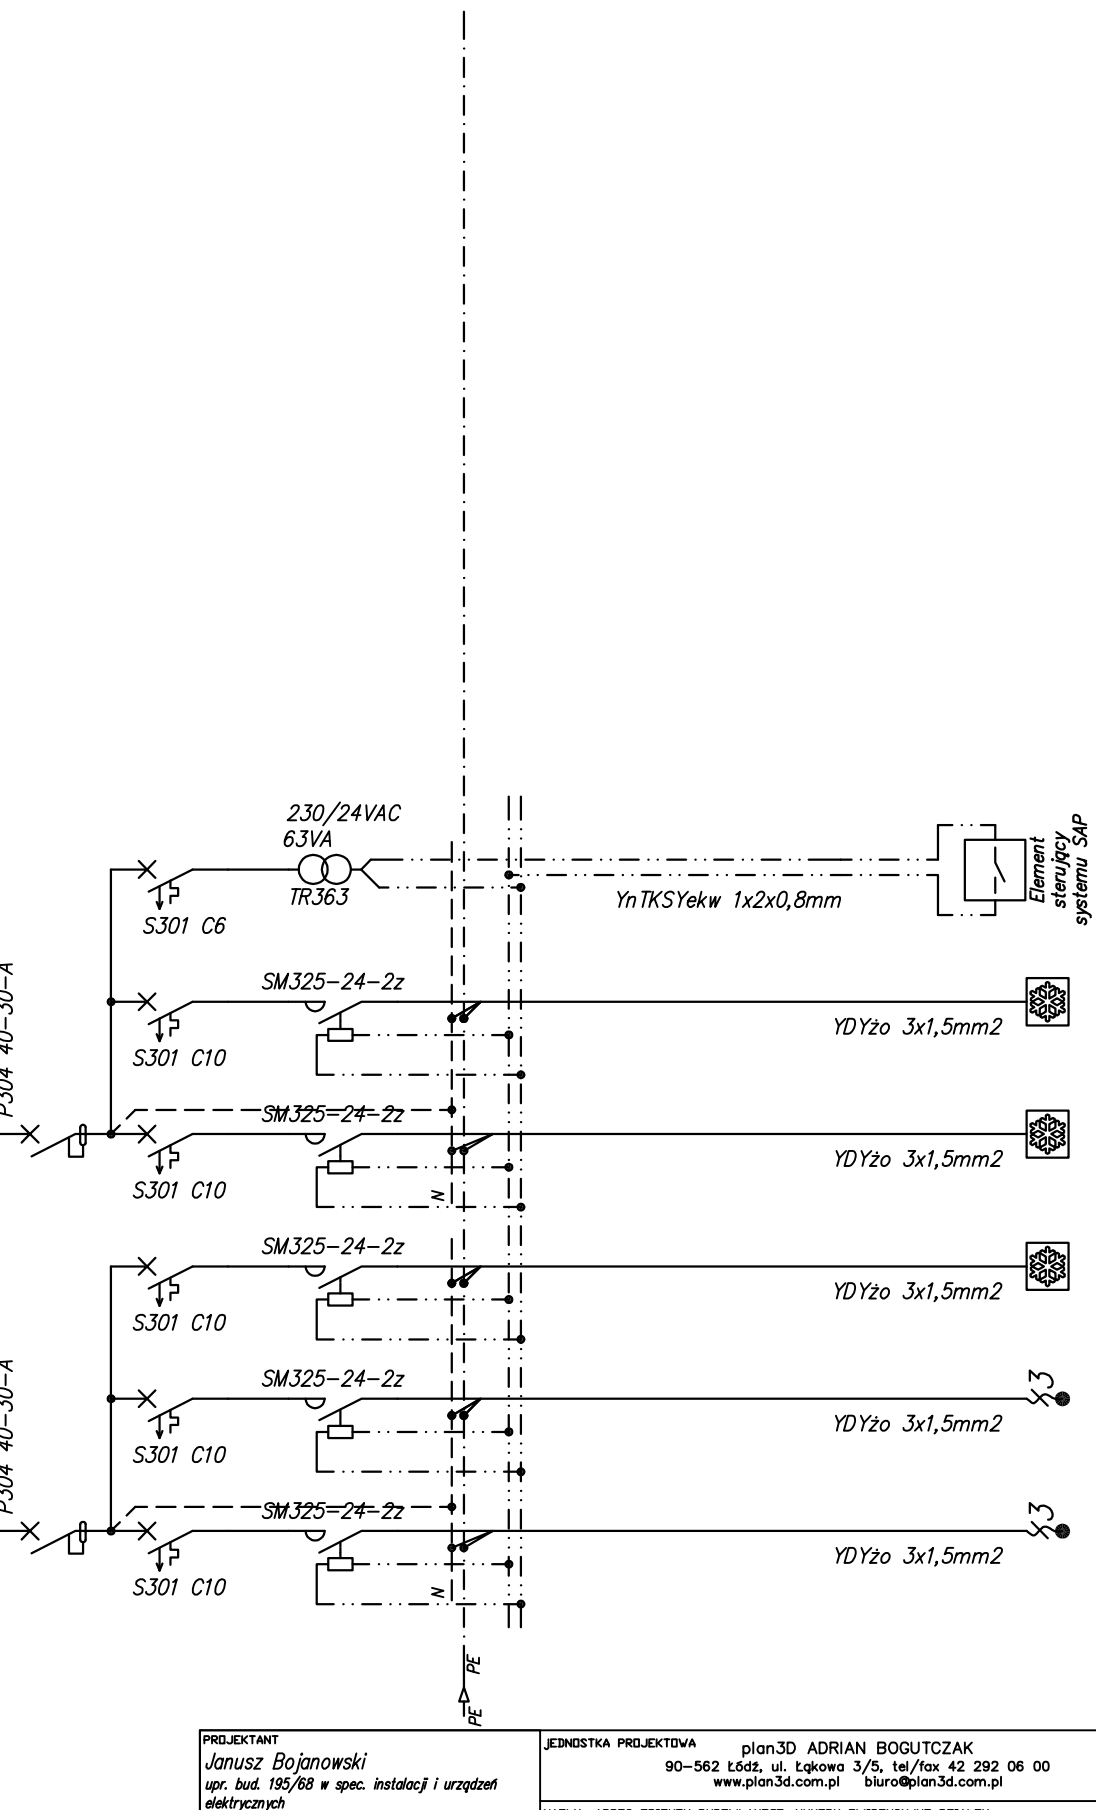 230/24VAC
63VA
TR363
S301 C6
YnTKSYekw 1x2x0,8mm
Element
sterujący
systemu SAP
P304 40-30-A
SM325-24-2z
S301 C10
YDYżo 3x1,5mm2
SM325-24-2z
S301 C10
N
YDYżo 3x1,5mm2
SM325-24-2z
S301 C10
YDYżo 3x1,5mm2
P304 40-30-A
SM325-24-2z
S301 C10
YDYżo 3x1,5mm2
3
SM325-24-2z
S301 C10
N
YDYżo 3x1,5mm2
3
PE
PE
PROJEKTANT
Janusz Bojanowski
upr. bud. 195/68 w spec. instalacji i urządzeń
elektrycznych
JEDNOSTKA PROJEKTOWA
plan3D ADRIAN BOGUTCZAK
90-562 Łódź, ul. Łąkowa 3/5, tel/fax 42 292 06 00
www.plan3d.com.pl biuro@plan3d.com.pl